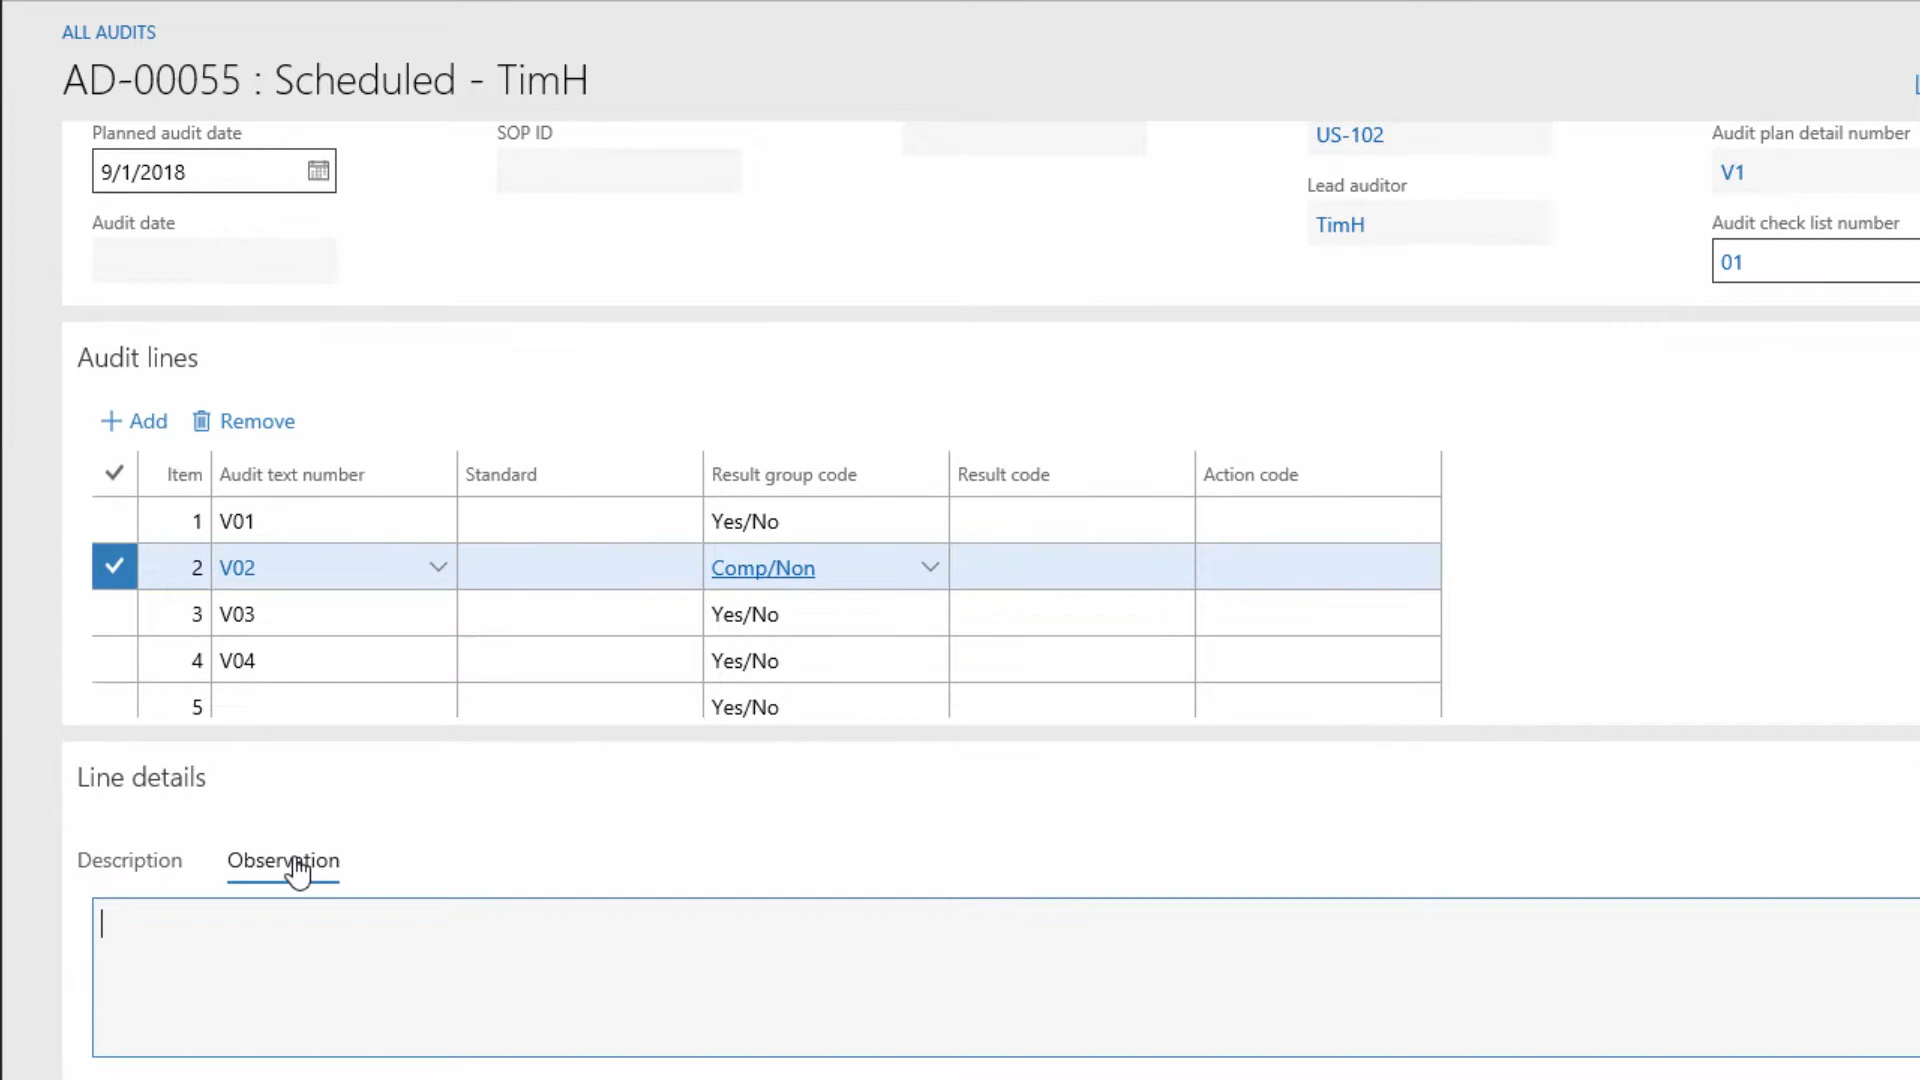 ALL AUDITS
AD-00055 : Scheduled - TimH
Planned audit date
9/1/2018
Audit date
SOP ID
US-102
Lead auditor
TimH
Audit plan detail number
V1
Audit check list number
01
Audit lines
Add Remove
Item Audit text number Standard Result group code Result code Action code
1 V01 Yes/No
2 V02 Comp/Non
3 V03 Yes/No
4 V04 Yes/No
5 Yes/No
Line details
Description Observation